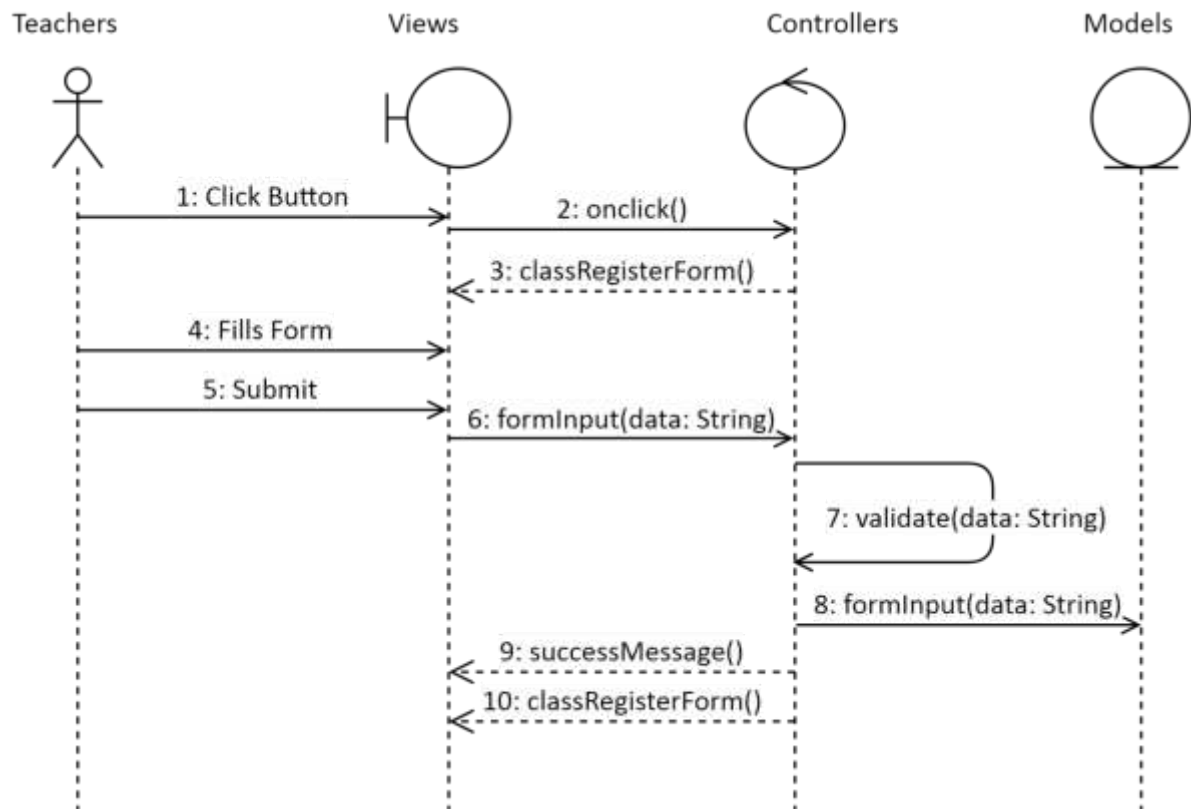 Teachers
Views
Controllers
Models
1: Click Button
2: onclick()
3: classRegisterForm()
4: Fills Form
5: Submit
6: formInput(data: String)
7: validate(data: String)
8: formInput(data: String)
9: successMessage()
10: classRegisterForm()